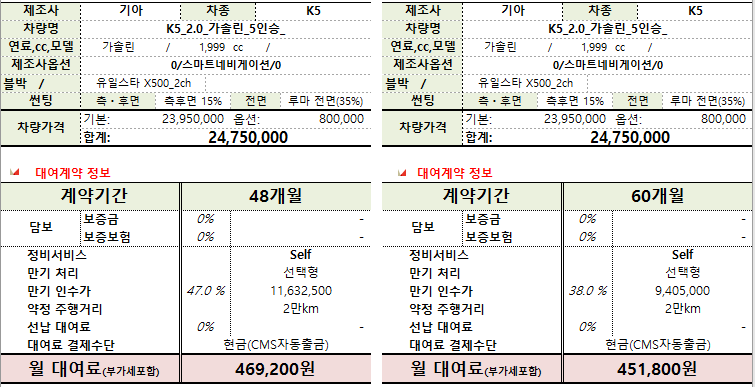 제조사 기아 차종 K5
차량명 K5_2.0_가솔린_5인승_
연료,cc,모델 가솔린 / 1,999 cc /
제조사옵션 0/스마트네비게이션/0
블박 / 유일스타 X500_2ch
썬팅 측·후면 측후면 15% 전면 루마 전면(35%)
차량가격 기본: 23,950,000 옵션: 800,000
합계: 24,750,000
대여계약 정보
계약기간 48개월
담보 보증금 0% -
보증보험 0% -
정비서비스 Self
만기 처리 선택형
만기 인수가 47.0 % 11,632,500
약정 주행거리 2만km
선납 대여료 0% -
대여료 결제수단 현금(CMS자동출금)
월 대여료(부가세포함) 469,200원
제조사 기아 차종 K5
차량명 K5_2.0_가솔린_5인승_
연료,cc,모델 가솔린 / 1,999 cc /
제조사옵션 0/스마트네비게이션/0
블박 / 유일스타 X500_2ch
썬팅 측·후면 측후면 15% 전면 루마 전면(35%)
차량가격 기본: 23,950,000 옵션: 800,000
합계: 24,750,000
대여계약 정보
계약기간 60개월
담보 보증금 0% -
보증보험 0% -
정비서비스 Self
만기 처리 선택형
만기 인수가 38.0 % 9,405,000
약정 주행거리 2만km
선납 대여료 0% -
대여료 결제수단 현금(CMS자동출금)
월 대여료(부가세포함) 451,800원